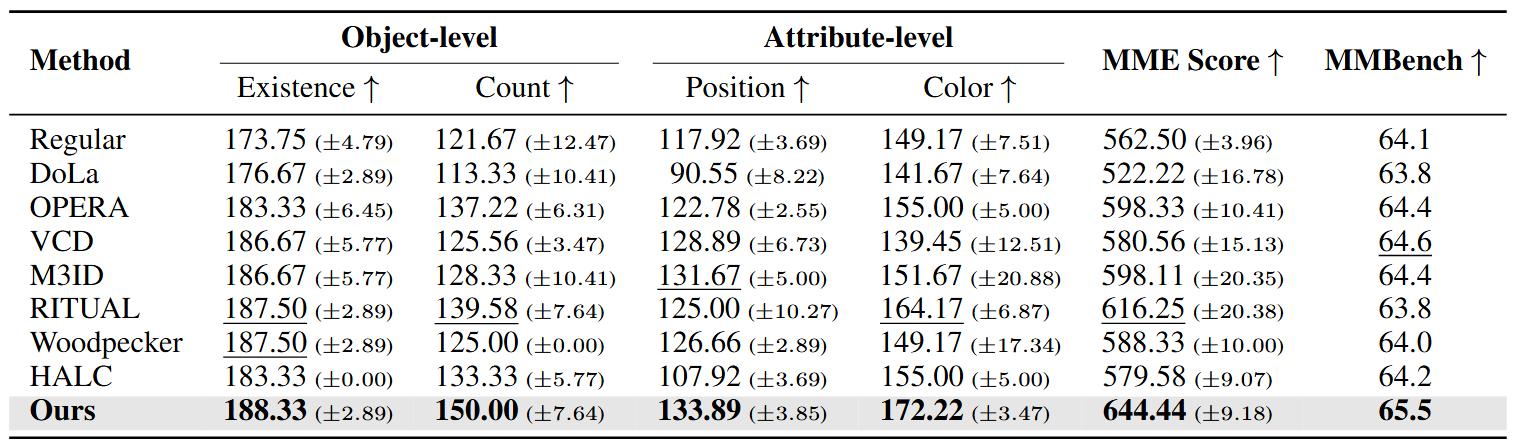 Method Object-level Attribute-level MME Score ↑ MMBench ↑
Existence ↑ Count ↑ Position ↑ Color ↑
Regular 173.75 (±4.79) 121.67 (±12.47) 117.92 (±3.69) 149.17 (±7.51) 562.50 (±3.96) 64.1
DoLa 176.67 (±2.89) 113.33 (±10.41) 90.55 (±8.22) 141.67 (±7.64) 522.22 (±16.78) 63.8
OPERA 183.33 (±6.45) 137.22 (±6.31) 122.78 (±2.55) 155.00 (±5.00) 598.33 (±10.41) 64.4
VCD 186.67 (±5.77) 125.56 (±3.47) 128.89 (±6.73) 139.45 (±12.51) 580.56 (±15.13) 64.6
M3ID 186.67 (±5.77) 128.33 (±10.41) 131.67 (±5.00) 151.67 (±20.88) 598.11 (±20.35) 64.4
RITUAL 187.50 (±2.89) 139.58 (±7.64) 125.00 (±10.27) 164.17 (±6.87) 616.25 (±20.38) 63.8
Woodpecker 187.50 (±2.89) 125.00 (±0.00) 126.66 (±2.89) 149.17 (±17.34) 588.33 (±10.00) 64.0
HALC 183.33 (±0.00) 133.33 (±5.77) 107.92 (±3.69) 155.00 (±5.00) 579.58 (±9.07) 64.2
Ours 188.33 (±2.89) 150.00 (±7.64) 133.89 (±3.85) 172.22 (±3.47) 644.44 (±9.18) 65.5